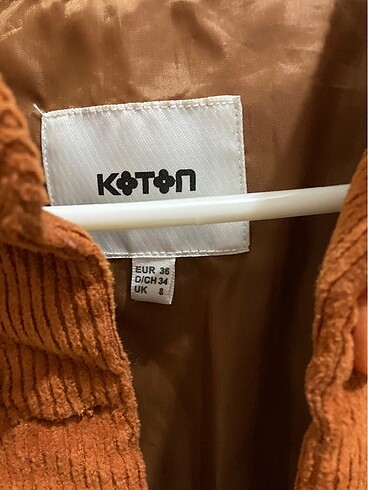 KOTON
EUR 36
D/CH 34
UK 8